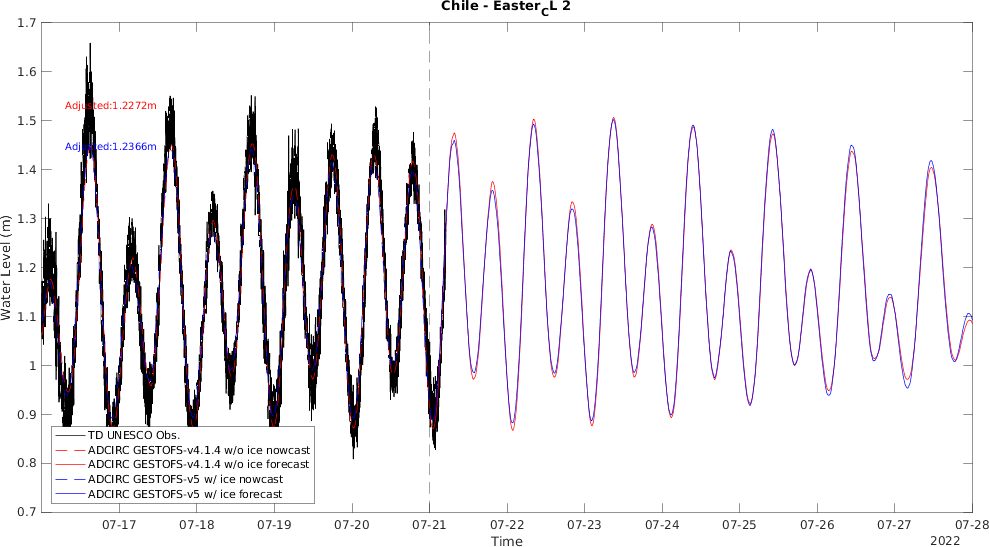 Chile - Easter_CL 2
1.7
1.6
1.5
1.4
1.3
1.2
1.1
1
0.9
0.8
0.7
Water Level (m)
Adjusted:1.2272m
Adjusted:1.2366m
TD UNESCO Obs.
ADCIRC GESTOFS-v4.1.4 w/o ice nowcast
ADCIRC GESTOFS-v4.1.4 w/o ice forecast
ADCIRC GESTOFS-v5 w/ ice nowcast
ADCIRC GESTOFS-v5 w/ ice forecast
07-17 07-18 07-19 07-20 07-21 07-22 07-23 07-24 07-25 07-26 07-27 07-28
Time
2022